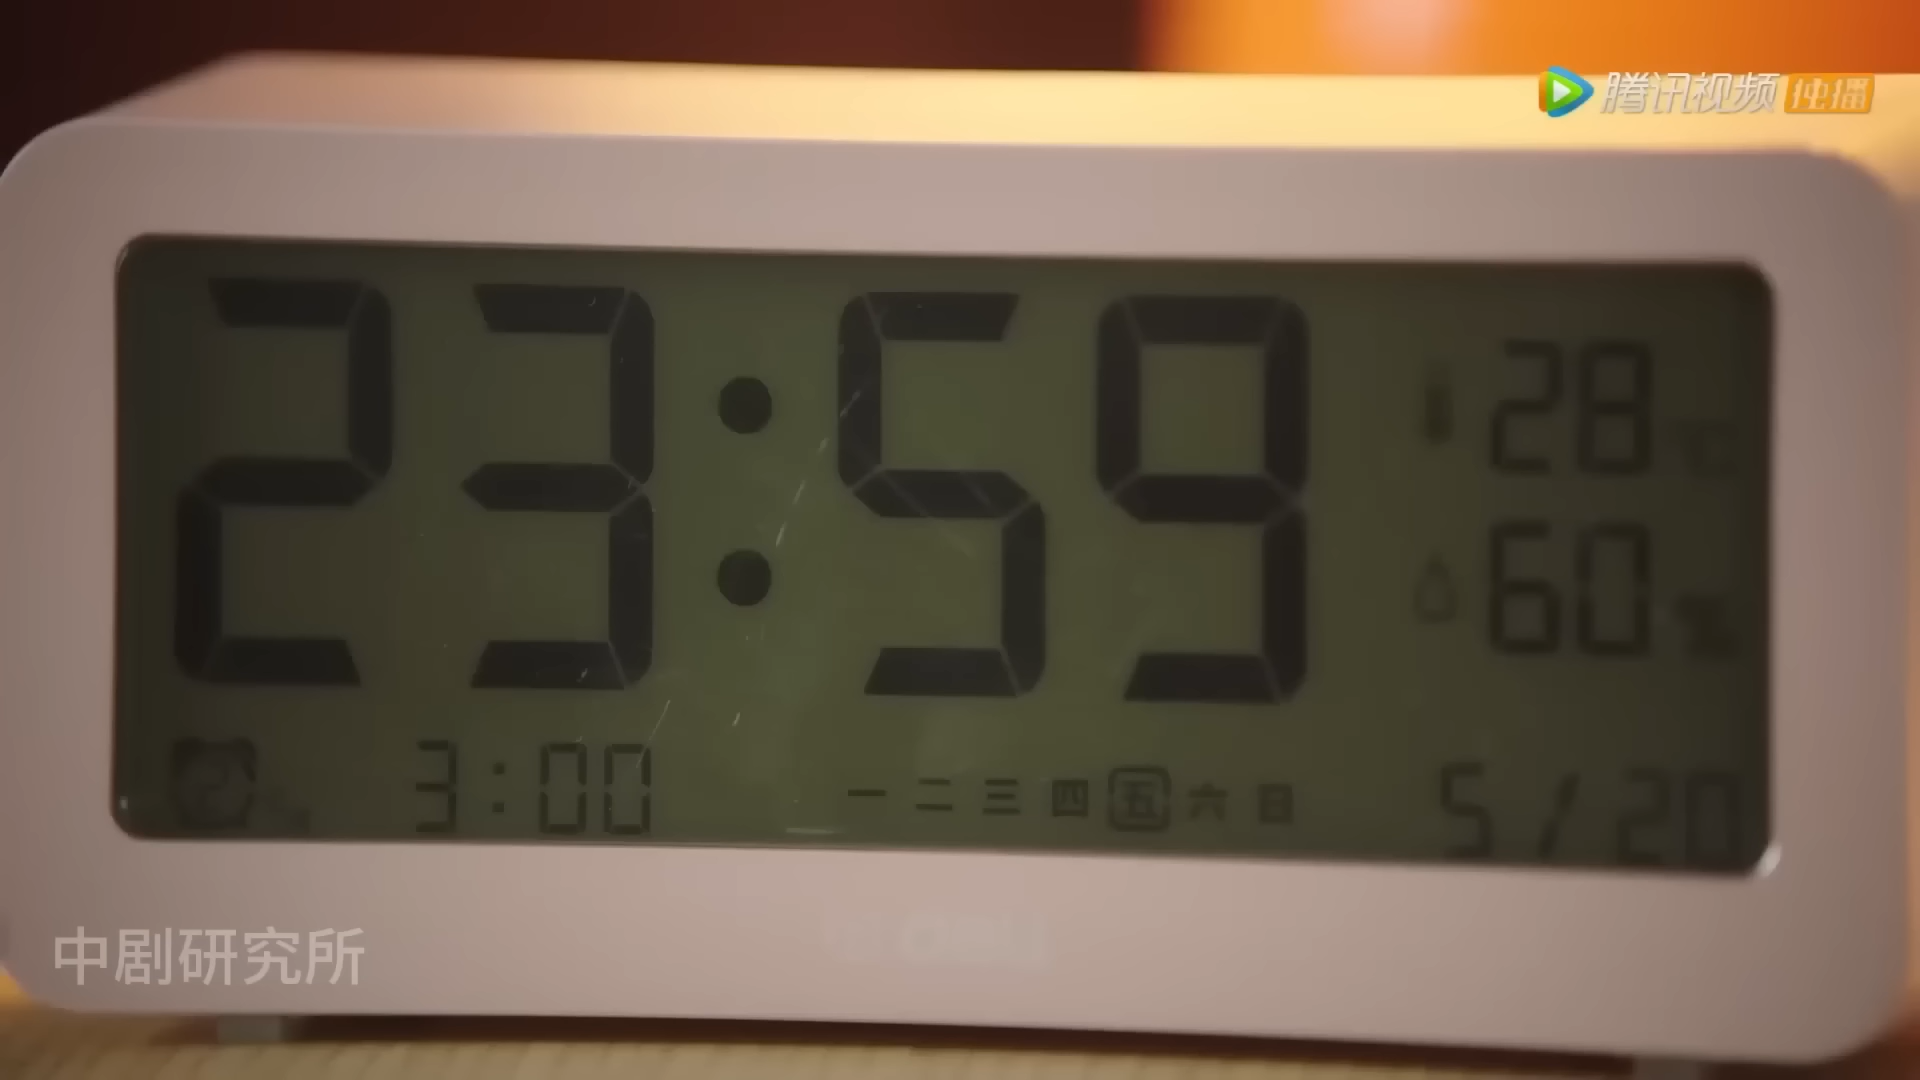 腾讯视频 独播
23:59
28 °C
60 %
3:00
一 二 三 四 五 六 日
5/20
中剧研究所